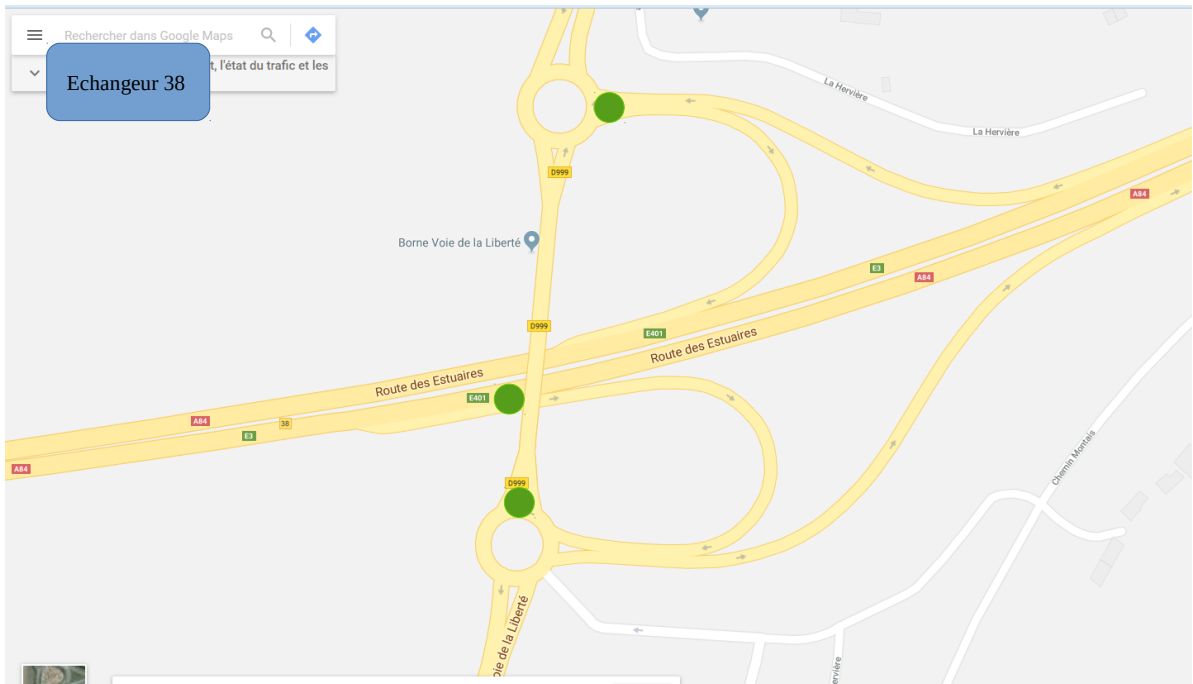 Rechercher dans Google Maps
t, l'état du trafic et les
Echangeur 38
La Hervière
La Hervière
D999
A84
Borne Voie de la Liberté
E3
A84
D999
E401
Route des Estuaires
Route des Estuaires
E401
A84
38
E3
Chemin Montais
A84
D999
oie de la Liberté
ervière